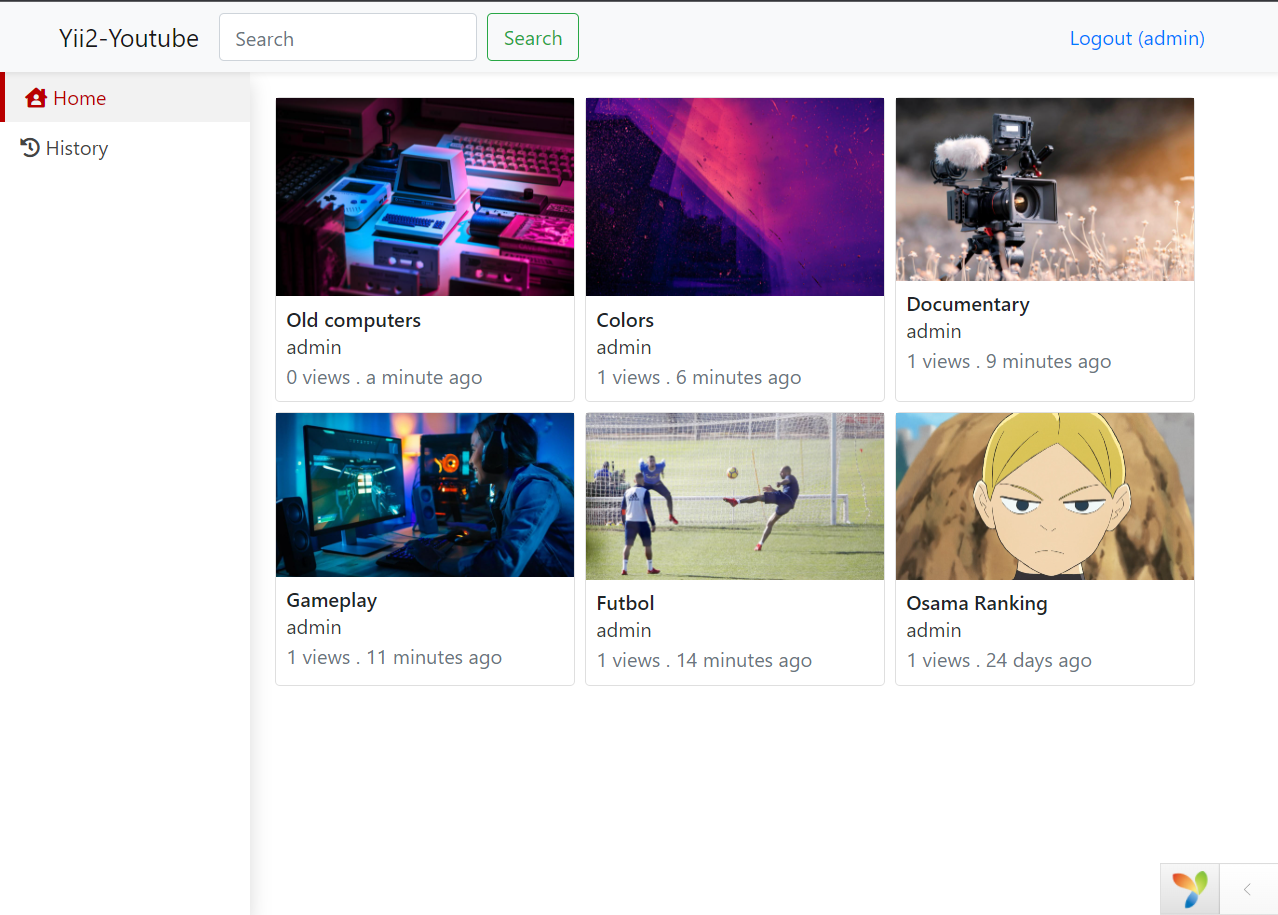 Yii2-Youtube
Search
Search
Logout (admin)
Home
History
Old computers
admin
0 views . a minute ago
Colors
admin
1 views . 6 minutes ago
Documentary
admin
1 views . 9 minutes ago
Gameplay
admin
1 views . 11 minutes ago
Futbol
admin
1 views . 14 minutes ago
Osama Ranking
admin
1 views . 24 days ago